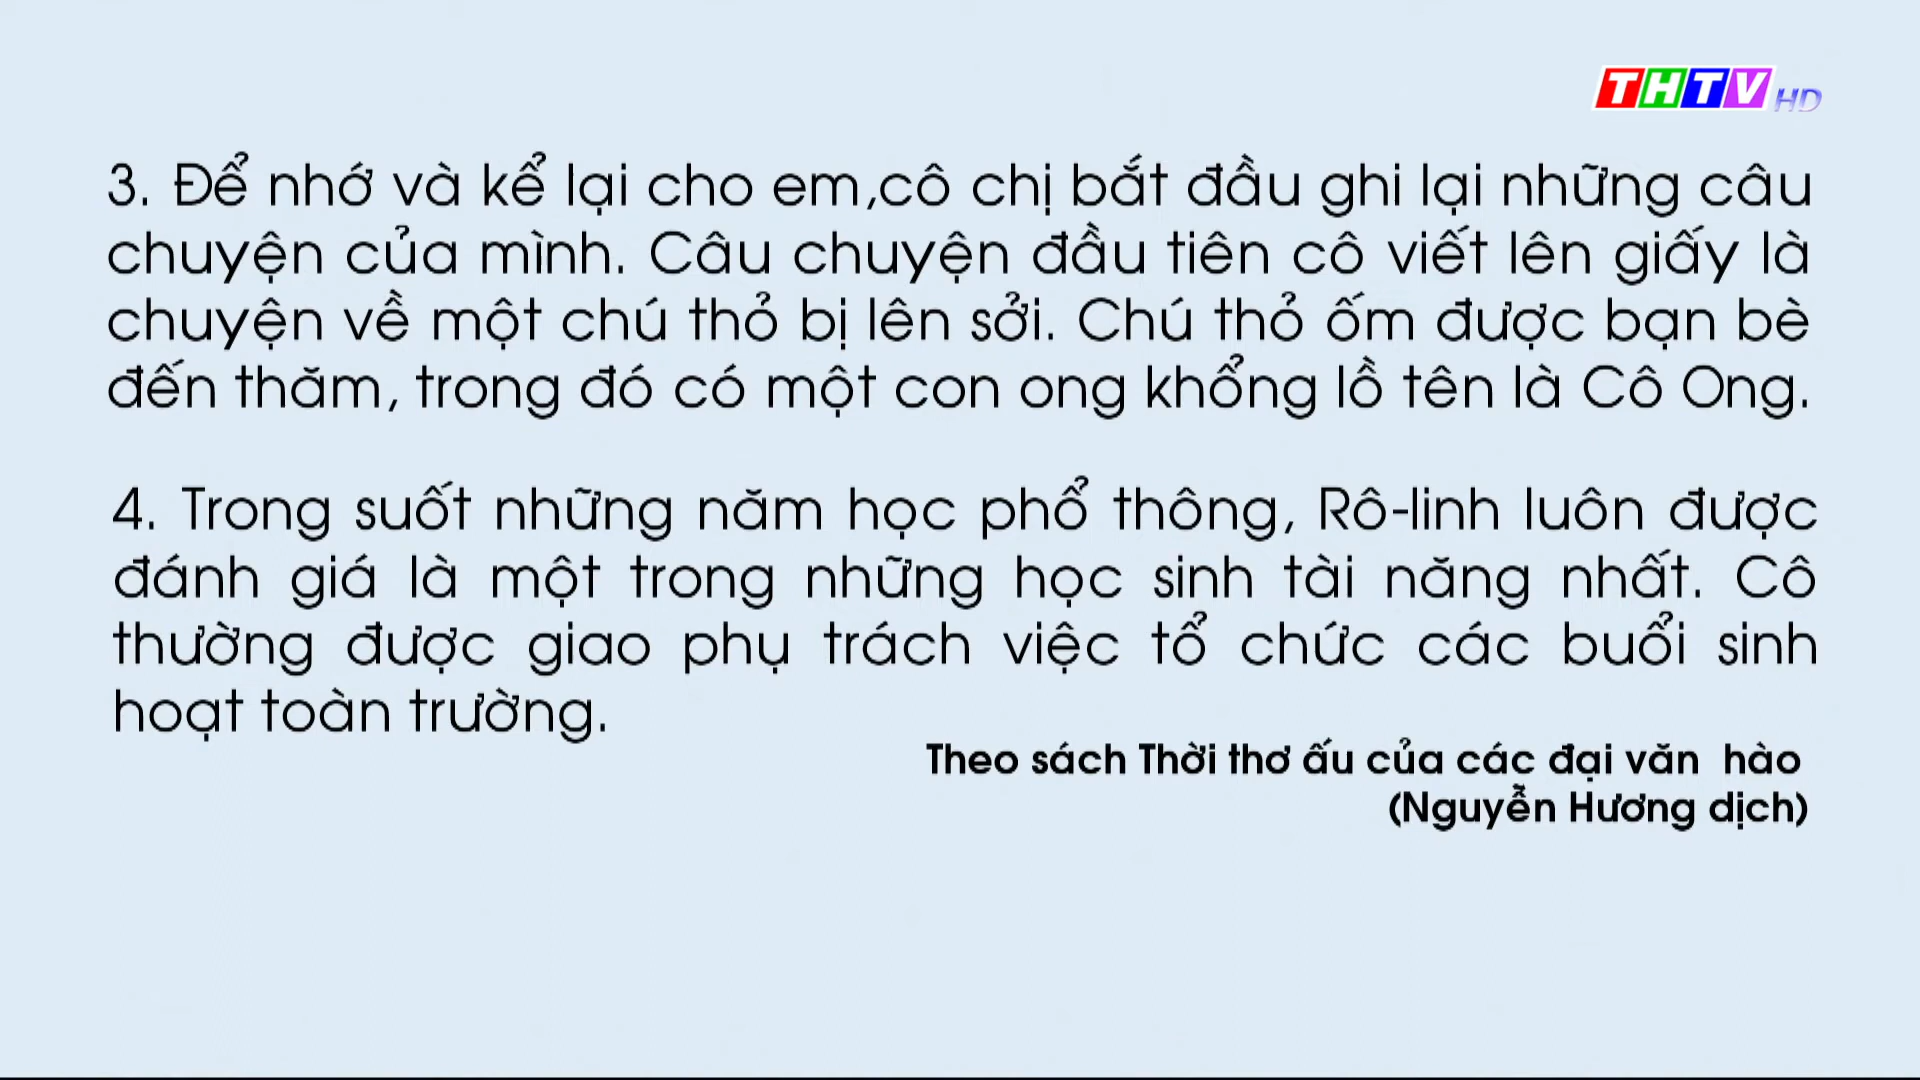 THTV HD
3. Để nhớ và kể lại cho em,cô chị bắt đầu ghi lại những câu
chuyện của mình. Câu chuyện đầu tiên cô viết lên giấy là
chuyện về một chú thỏ bị lên sởi. Chú thỏ ốm được bạn bè
đến thăm, trong đó có một con ong khổng lồ tên là Cô Ong.
4. Trong suốt những năm học phổ thông, Rô-linh luôn được
đánh giá là một trong những học sinh tài năng nhất. Cô
thường được giao phụ trách việc tổ chức các buổi sinh
hoạt toàn trường.
Theo sách Thời thơ ấu của các đại văn hào
(Nguyễn Hương dịch)